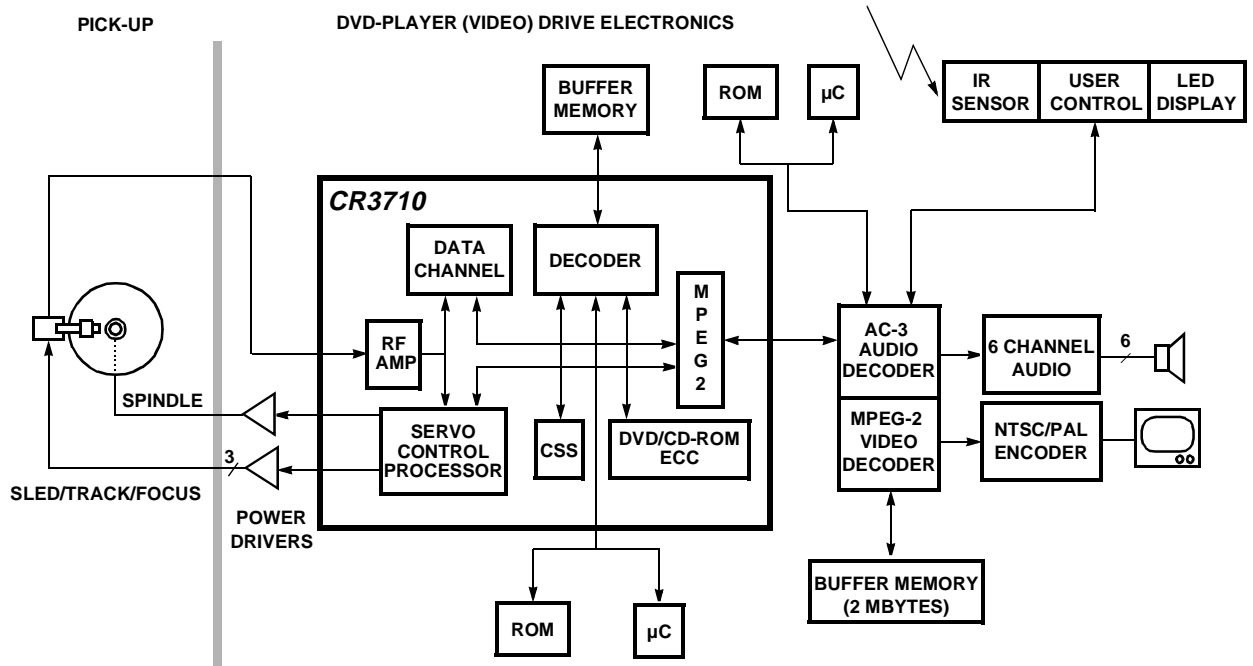 PICK-UP
DVD-PLAYER (VIDEO) DRIVE ELECTRONICS
BUFFER
MEMORY
ROM
µC
IR
SENSOR
USER
CONTROL
LED
DISPLAY
CR3710
DATA
CHANNEL
DECODER
M
P
E
G
2
RF
AMP
AC-3
AUDIO
DECODER
6 CHANNEL
AUDIO
6
SPINDLE
SERVO
CONTROL
PROCESSOR
CSS
DVD/CD-ROM
ECC
MPEG-2
VIDEO
DECODER
NTSC/PAL
ENCODER
3
SLED/TRACK/FOCUS
POWER
DRIVERS
BUFFER MEMORY
(2 MBYTES)
ROM
µC